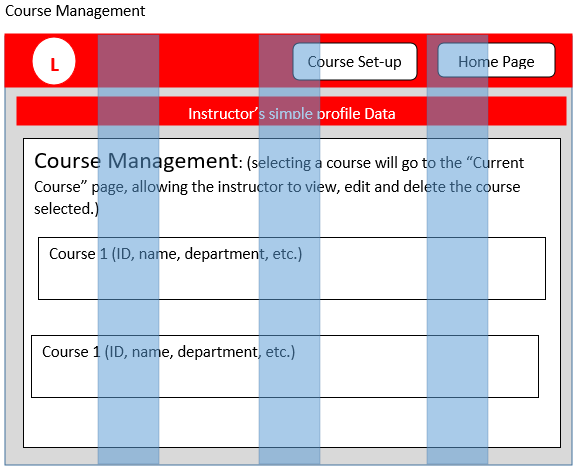 Course Management
L
Course Set-up
Home Page
Instructor's simple profile Data
Course Management: (selecting a course will go to the “Current
Course” page, allowing the instructor to view, edit and delete the course
selected.)
Course 1 (ID, name, department, etc.)
Course 1 (ID, name, department, etc.)